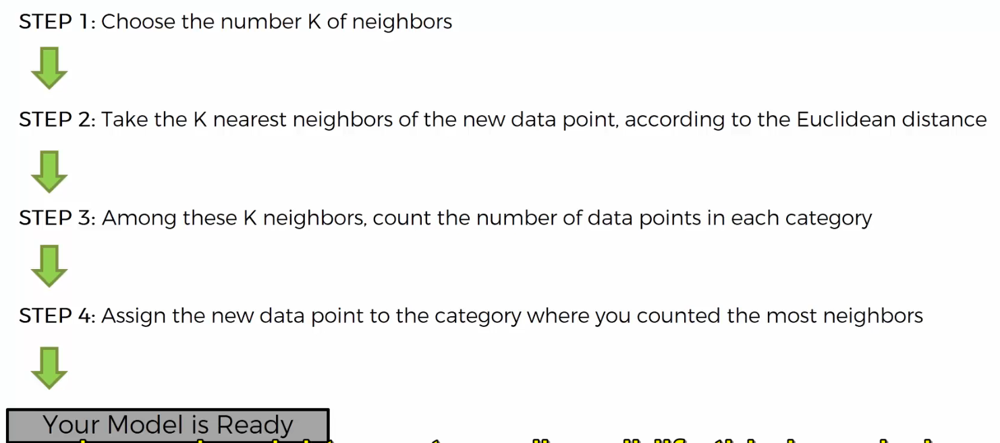 STEP 1: Choose the number K of neighbors
STEP 2: Take the K nearest neighbors of the new data point, according to the Euclidean distance
STEP 3: Among these K neighbors, count the number of data points in each category
STEP 4: Assign the new data point to the category where you counted the most neighbors
Your Model is Ready